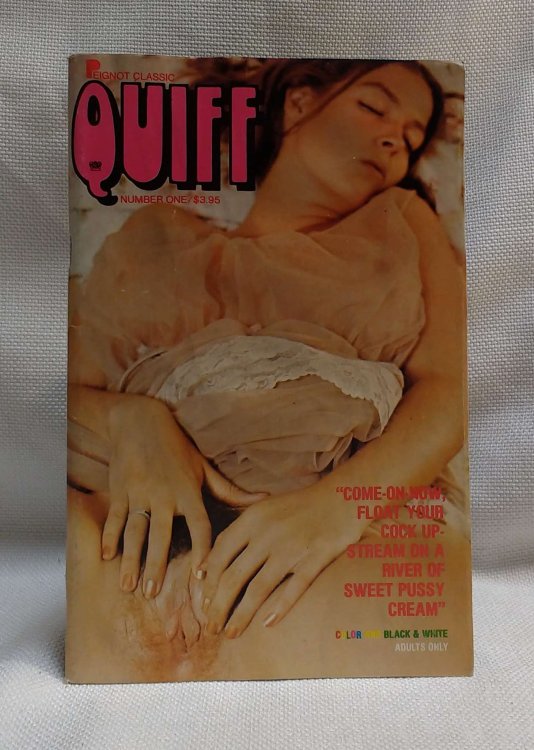 PEIGNOT CLASSIC
QUIFF
NUMBER ONE/$3.95
"COME-ON NOW,
FLOAT YOUR
COCK UP-
STREAM ON A
RIVER OF
SWEET PUSSY
CREAM"
COLOR AND BLACK & WHITE
ADULTS ONLY